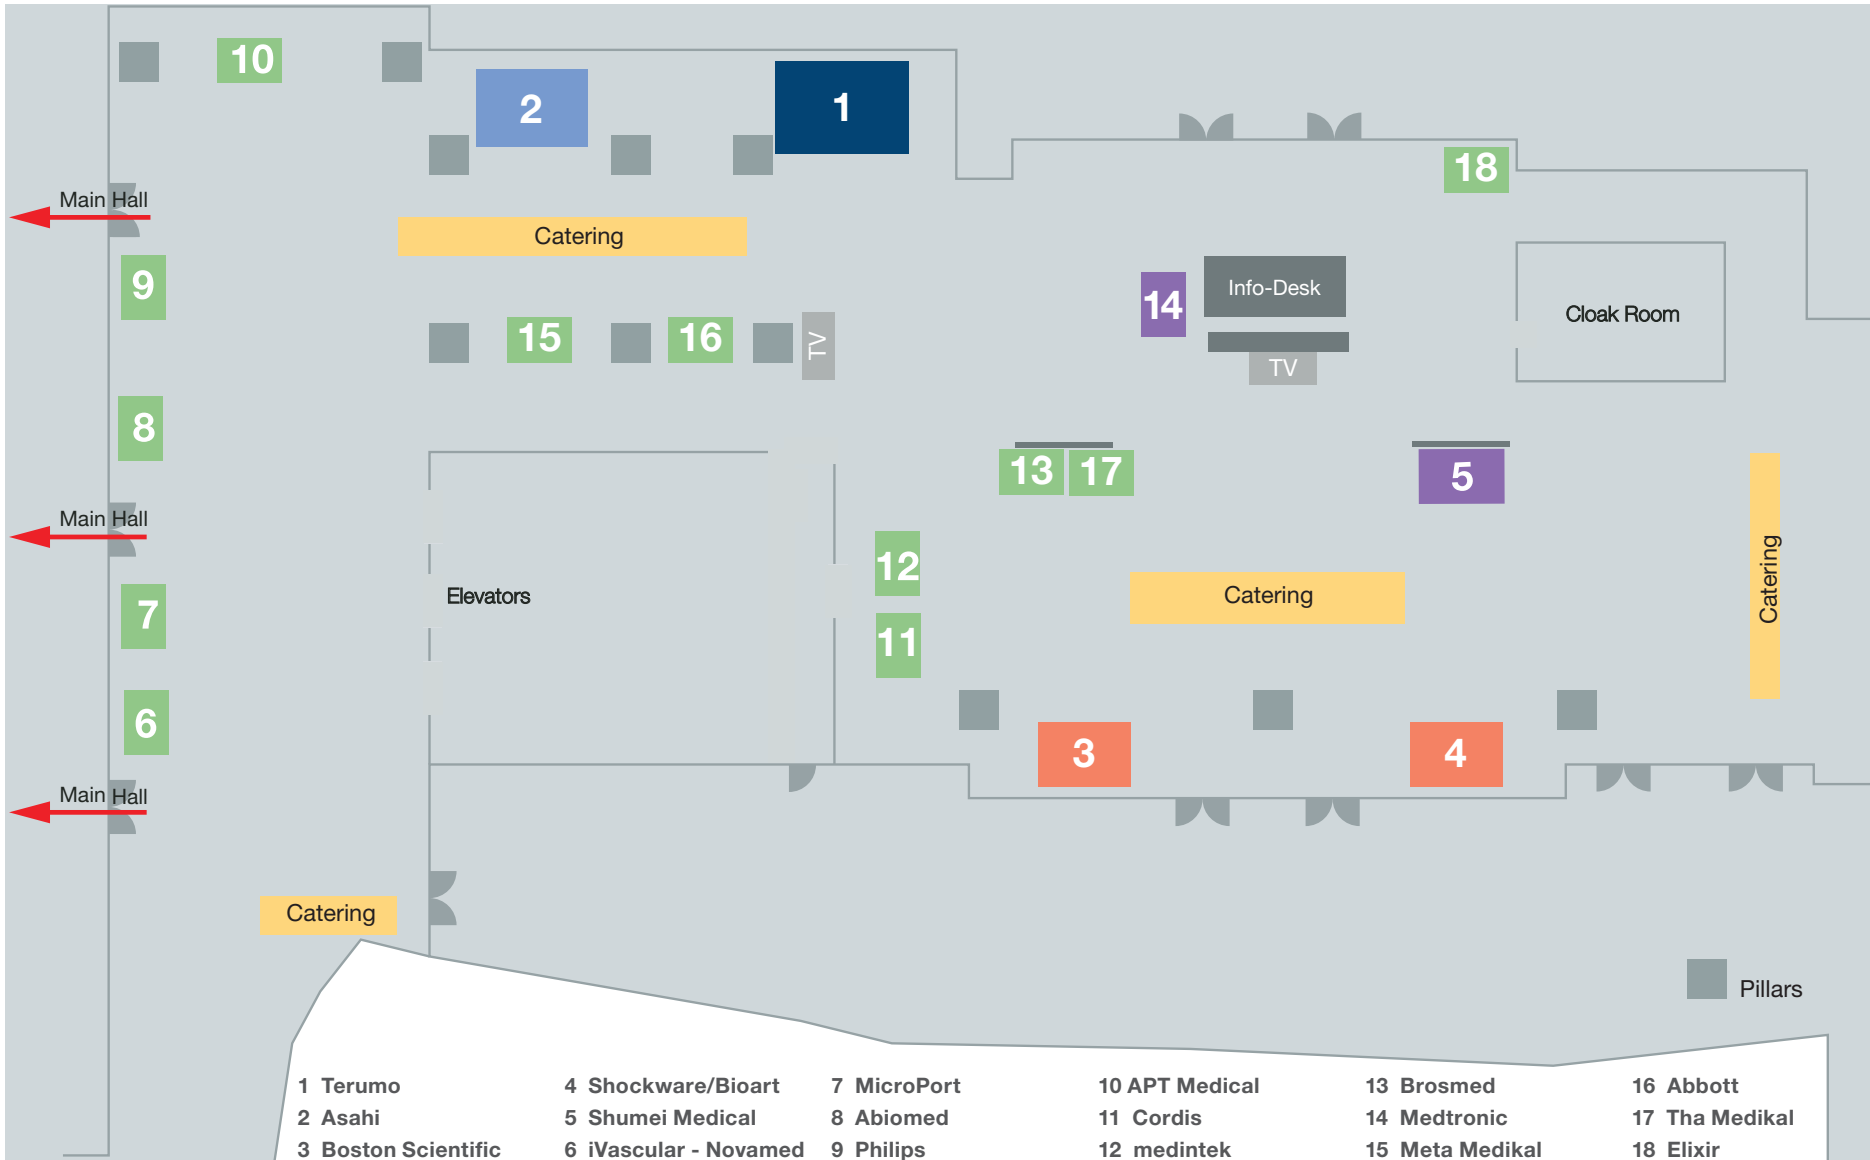 10
2
1
18
Main Hall
Catering
9
14
Info-Desk
Cloak Room
15
16
TV
TV
8
13
17
5
Main Hall
12
Catering
Elevators
Catering
7
11
6
3
4
Main Hall
Catering
Pillars
1 Terumo
2 Asahi
3 Boston Scientific
4 Shockware/Bioart
5 Shumei Medical
6 iVascular - Novamed
7 MicroPort
8 Abiomed
9 Philips
10 APT Medical
11 Cordis
12 medintek
13 Brosmed
14 Medtronic
15 Meta Medikal
16 Abbott
17 Tha Medikal
18 Elixir